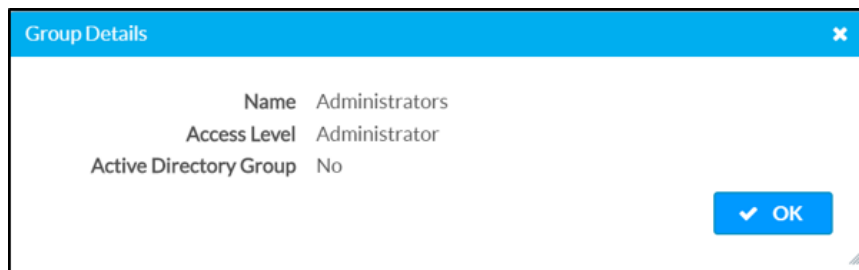 Group Details
Name Administrators
Access Level Administrator
Active Directory Group No
OK